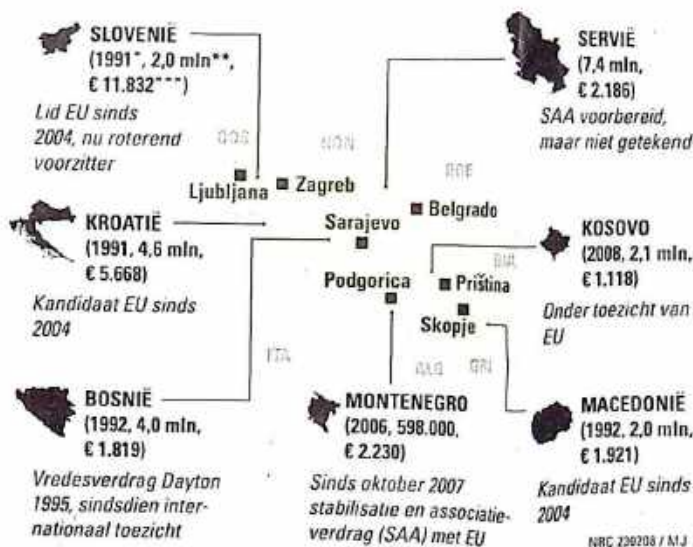 SLOVENIË
(1991*, 2,0 mln**,
€ 11.832***)
Lid EU sinds
2004, nu roterend
voorzitter
SERVIË
(7,4 mln,
€ 2.186)
SAA voorbereid,
maar niet getekend
OOS
HON
ROE
Ljubljana
Zagreb
Belgrado
KROATIË
(1991, 4,6 mln,
€ 5.668)
Kandidaat EU sinds
2004
Sarajevo
KOSOVO
(2008, 2,1 mln,
€ 1.118)
Onder toezicht van
EU
BUL
Podgorica
Priština
Skopje
ITA
ALB
GRI
BOSNIË
(1992, 4,0 mln,
€ 1.819)
Vredesverdrag Dayton
1995, sindsdien inter-
nationaal toezicht
MONTENEGRO
(2006, 598.000,
€ 2.230)
Sinds oktober 2007
stabilisatie en associatie-
verdrag (SAA) met EU
MACEDONIË
(1992, 2,0 mln,
€ 1.921)
Kandidaat EU sinds
2004
NRC 230208 / MJ